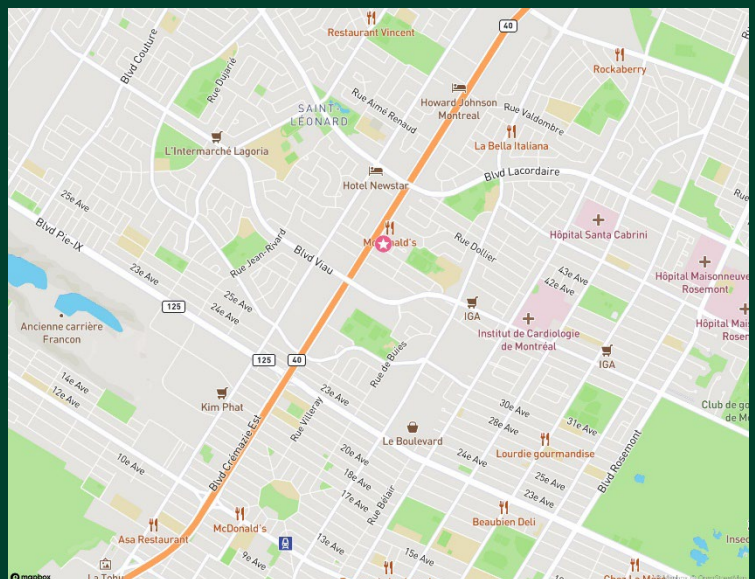 Restaurant Vincent
40
Blvd Couture
Rue Dujarié
Rockaberry
Howard Johnson
Montreal
Rue Aimé Renaud
Rue Valdombre
SAINT-
LÉONARD
La Bella Italiana
L'Intermarché Lagoria
Hotel Newstar
Blvd Lacordaire
25e Ave
Blvd Pie-IX
23e Ave
Rue Jean-Rivard
Blvd Viau
Rue Dollier
Hôpital Santa Cabrini
43e Ave
42e Ave
Hôpital Maisonneuve
Rosemont
125
25e Ave
24e Ave
IGA
Institut de Cardiologie
de Montréal
Ancienne carrière
Francon
125
40
Rue de Buies
IGA
14e Ave
12e Ave
Kim Phat
Rue Villeray
23e Ave
30e Ave
28e Ave
31e Ave
Club de go
Le Boulevard
Blvd Crémazie Est
20e Ave
18e Ave
17e Ave
24e Ave
Lourdie gourmandise
25e Ave
23e Ave
Blvd Rosemont
10e Ave
Rue Bélair
Beaubien Deli
McDonald's
Asa Restaurant
13e Ave
15e Ave
9e Ave
Insec
mapbox